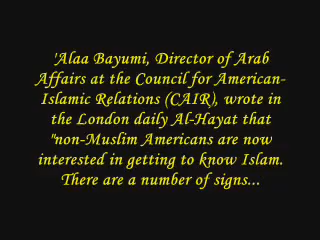 'Alaa Bayumi, Director of Arab
Affairs at the Council for American-
Islamic Relations (CAIR), wrote in
the London daily Al-Hayat that
"non-Muslim Americans are now
interested in getting to know Islam.
There are a number of signs...